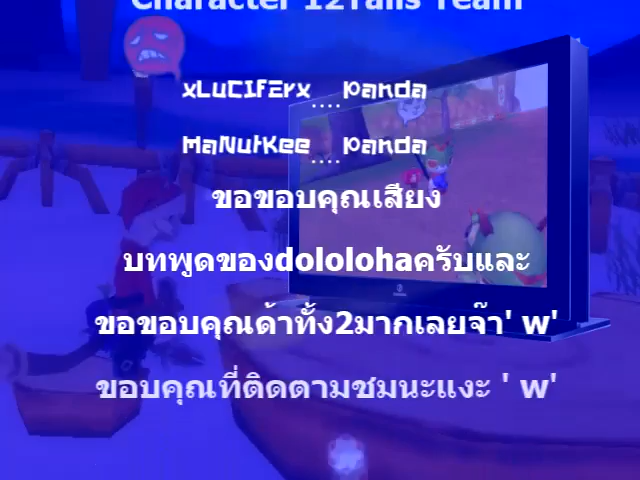 Character 12Tails Team
xLuCIfErx....panda
MaNutKee....panda
ขอขอบคุณเสียง
บทพูดของdololohaครับและ
ขอขอบคุณด้าทั้ง2มากเลยจ๊า' w'
ขอบคุณที่ติดตามชมนะแงะ ' w'